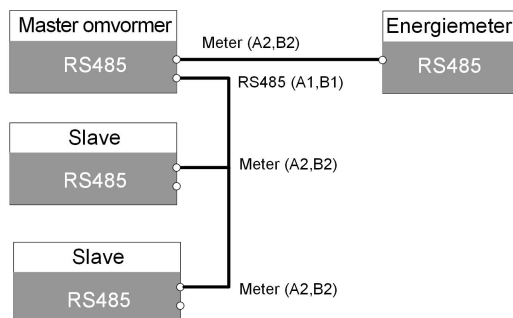 Master omvormer
RS485
Meter (A2,B2)
Energiemeter
RS485
RS485 (A1,B1)
Slave
RS485
Meter (A2,B2)
Slave
RS485
Meter (A2,B2)